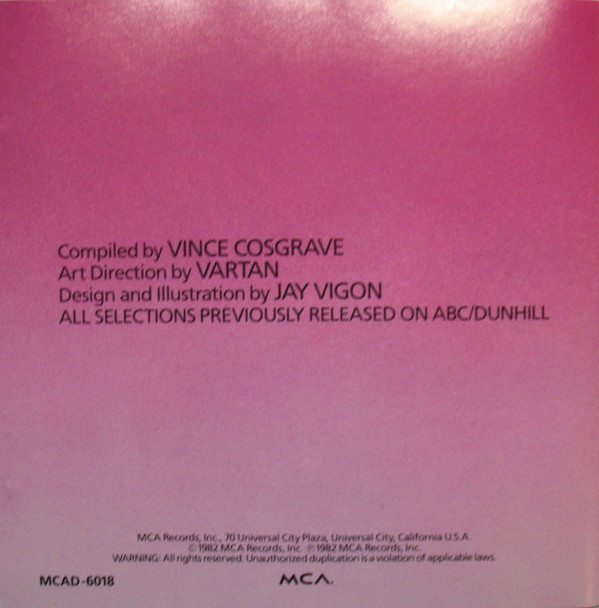 Compiled by VINCE COSGRAVE
Art Direction by VARTAN
Design and Illustration by JAY VIGON
ALL SELECTIONS PREVIOUSLY RELEASED ON ABC/DUNHILL
MCA Records, Inc., 70 Universal City Plaza, Universal City, California U.S.A.
© 1982 MCA Records, Inc. ℗ 1982 MCA Records, Inc.
WARNING: All rights reserved. Unauthorized duplication is a violation of applicable laws.
MCAD-6018
MCA